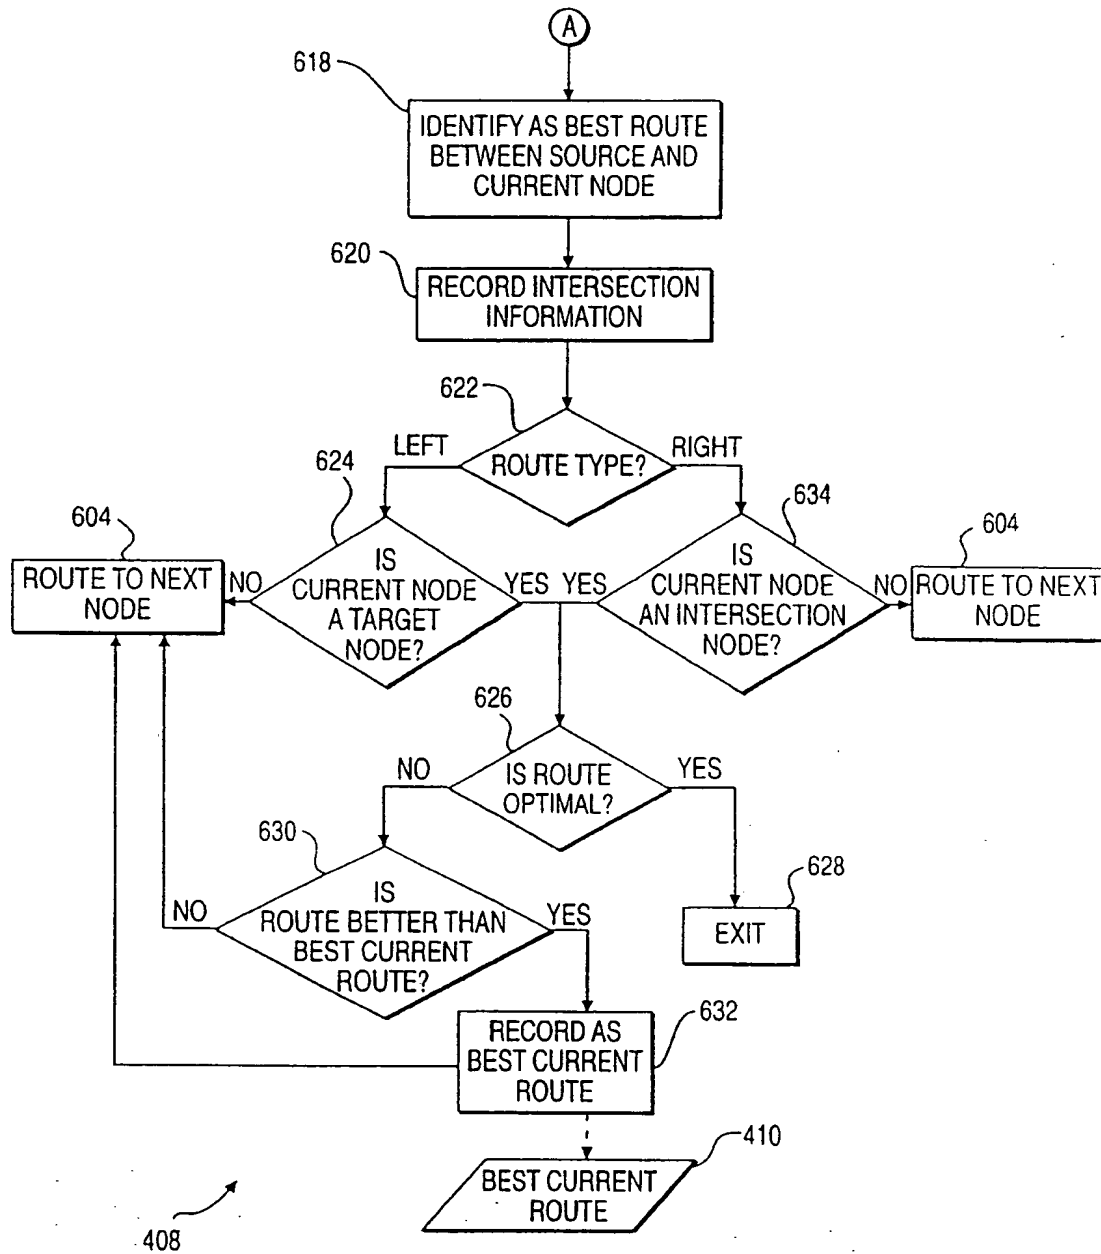 A
618
IDENTIFY AS BEST ROUTE
BETWEEN SOURCE AND
CURRENT NODE
620
RECORD INTERSECTION
INFORMATION
622
LEFT
ROUTE TYPE?
RIGHT
624
634
604
ROUTE TO NEXT
NODE
NO
IS
CURRENT NODE
A TARGET
NODE?
YES
YES
IS
CURRENT NODE
AN INTERSECTION
NODE?
NO
604
ROUTE TO NEXT
NODE
626
NO
IS ROUTE
OPTIMAL?
YES
630
NO
IS
ROUTE BETTER THAN
BEST CURRENT
ROUTE?
YES
628
EXIT
632
RECORD AS
BEST CURRENT
ROUTE
410
BEST CURRENT
ROUTE
408